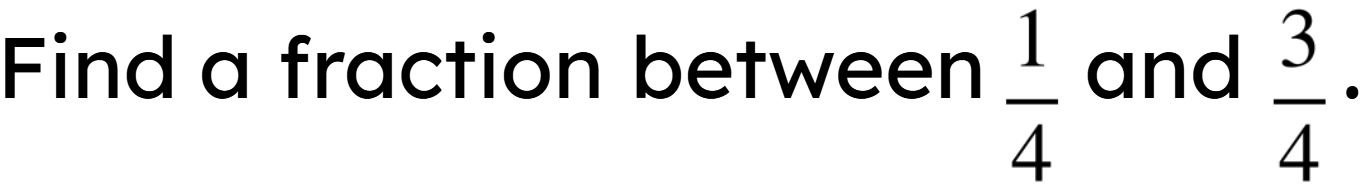 Find a fraction between 1/4 and 3/4.